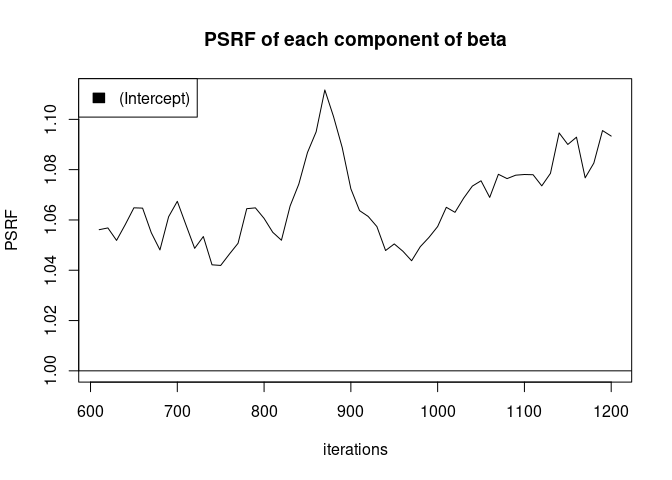 PSRF of each component of beta
(Intercept)
PSRF
1.10
1.08
1.06
1.04
1.02
1.00
600 700 800 900 1000 1100 1200
iterations